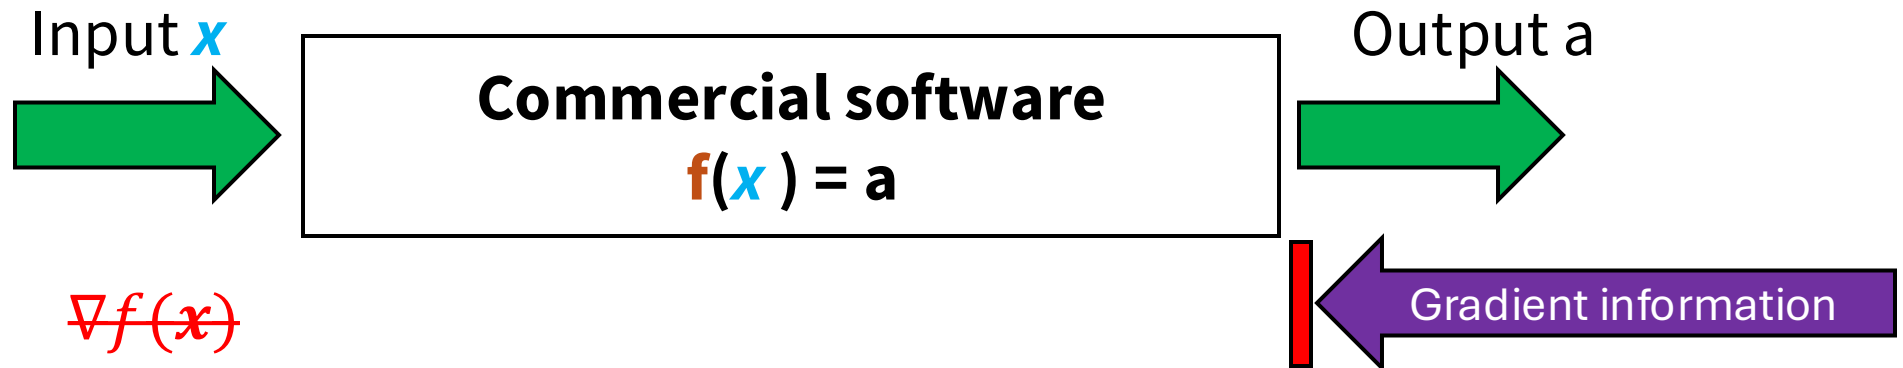 Input x
Output a
Commercial software
f(x ) = a
∇f(x)
Gradient information